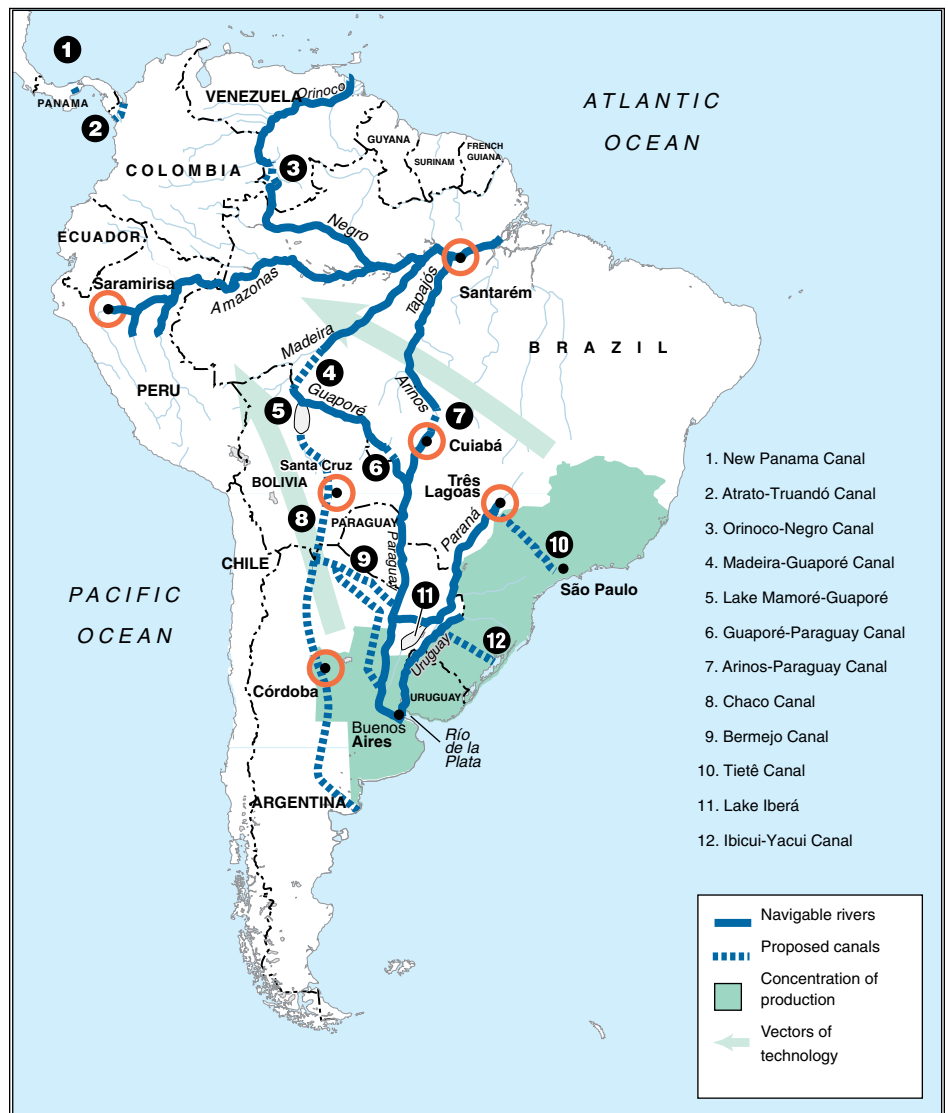 1
PANAMA
2
VENEZUELA
Orinoco
GUYANA
SURINAM
FRENCH
GUIANA
ATLANTIC
OCEAN
COLOMBIA
3
ECUADOR
Negro
Saramirisa
Amazonas
Tapajós
Santarém
Madeira
BRAZIL
PERU
4
Arinos
5
Guaporé
7
Cuiabá
6
Santa Cruz
BOLIVIA
Três
Lagoas
8
PARAGUAY
Paraná
CHILE
9
Paraguay
10
São Paulo
11
PACIFIC
OCEAN
Uruguay
12
Córdoba
URUGUAY
Buenos
Aires
Río
de la
Plata
ARGENTINA
1. New Panama Canal
2. Atrato-Truandó Canal
3. Orinoco-Negro Canal
4. Madeira-Guaporé Canal
5. Lake Mamoré-Guaporé
6. Guaporé-Paraguay Canal
7. Arinos-Paraguay Canal
8. Chaco Canal
9. Bermejo Canal
10. Tietê Canal
11. Lake Iberá
12. Ibicui-Yacui Canal
Navigable rivers
Proposed canals
Concentration of
production
Vectors of
technology